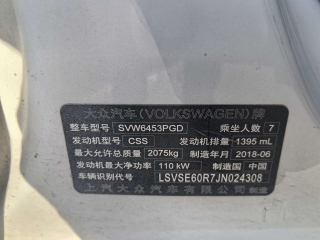 大众汽车(VOLKSWAGEN)牌
整车型号 SVW6453PGD 乘坐人数 7
发动机型号 CSS 发动机排量 1395 mL
最大允许总质量 2075kg 制造年月 2018-06
发动机最大净功率 110 kW 制造国 中国
车辆识别代号 LSVSE60R7JN024308
上汽大众汽车有限公司 制造